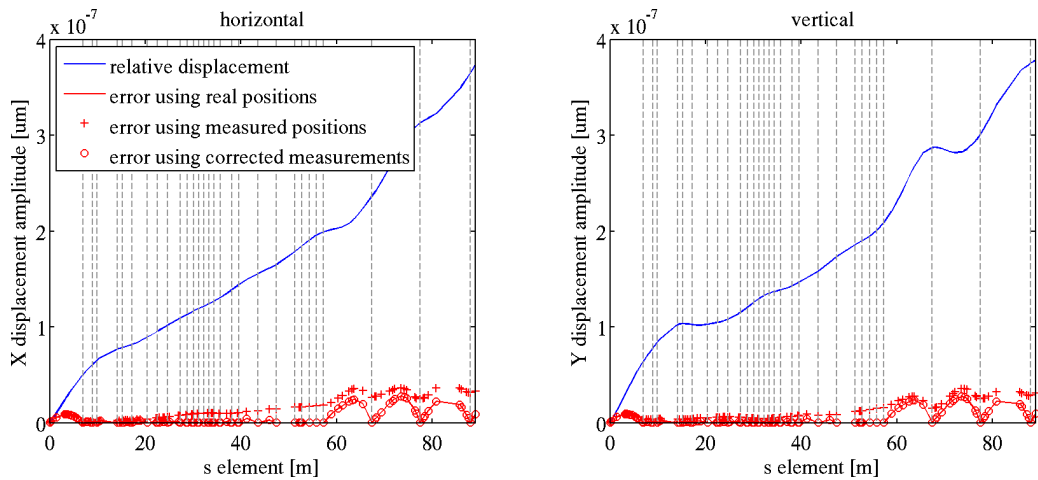 x 10^-7
horizontal
4
3
2
1
0
X displacement amplitude [um]
relative displacement
error using real positions
error using measured positions
error using corrected measurements
0
20
40
60
80
s element [m]
x 10^-7
vertical
4
3
2
1
0
Y displacement amplitude [um]
0
20
40
60
80
s element [m]